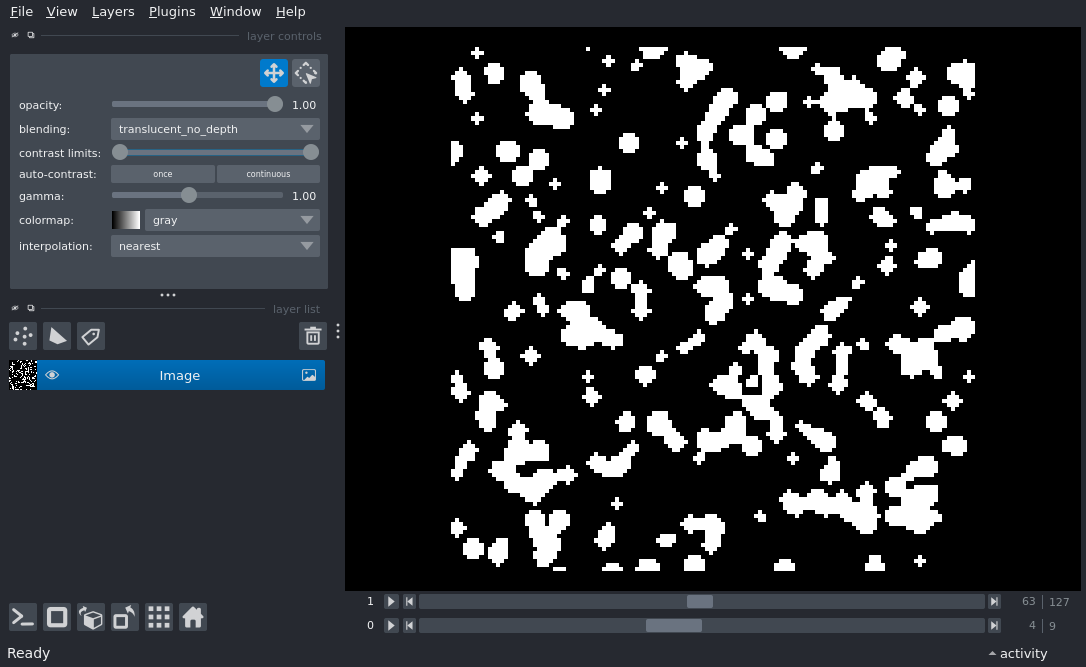 File View Layers Plugins Window Help
layer controls
opacity: 1.00
blending: translucent_no_depth
contrast limits:
auto-contrast: once continuous
gamma: 1.00
colormap: gray
interpolation: nearest
layer list
Image
1 63 127
0 4 9
Ready activity